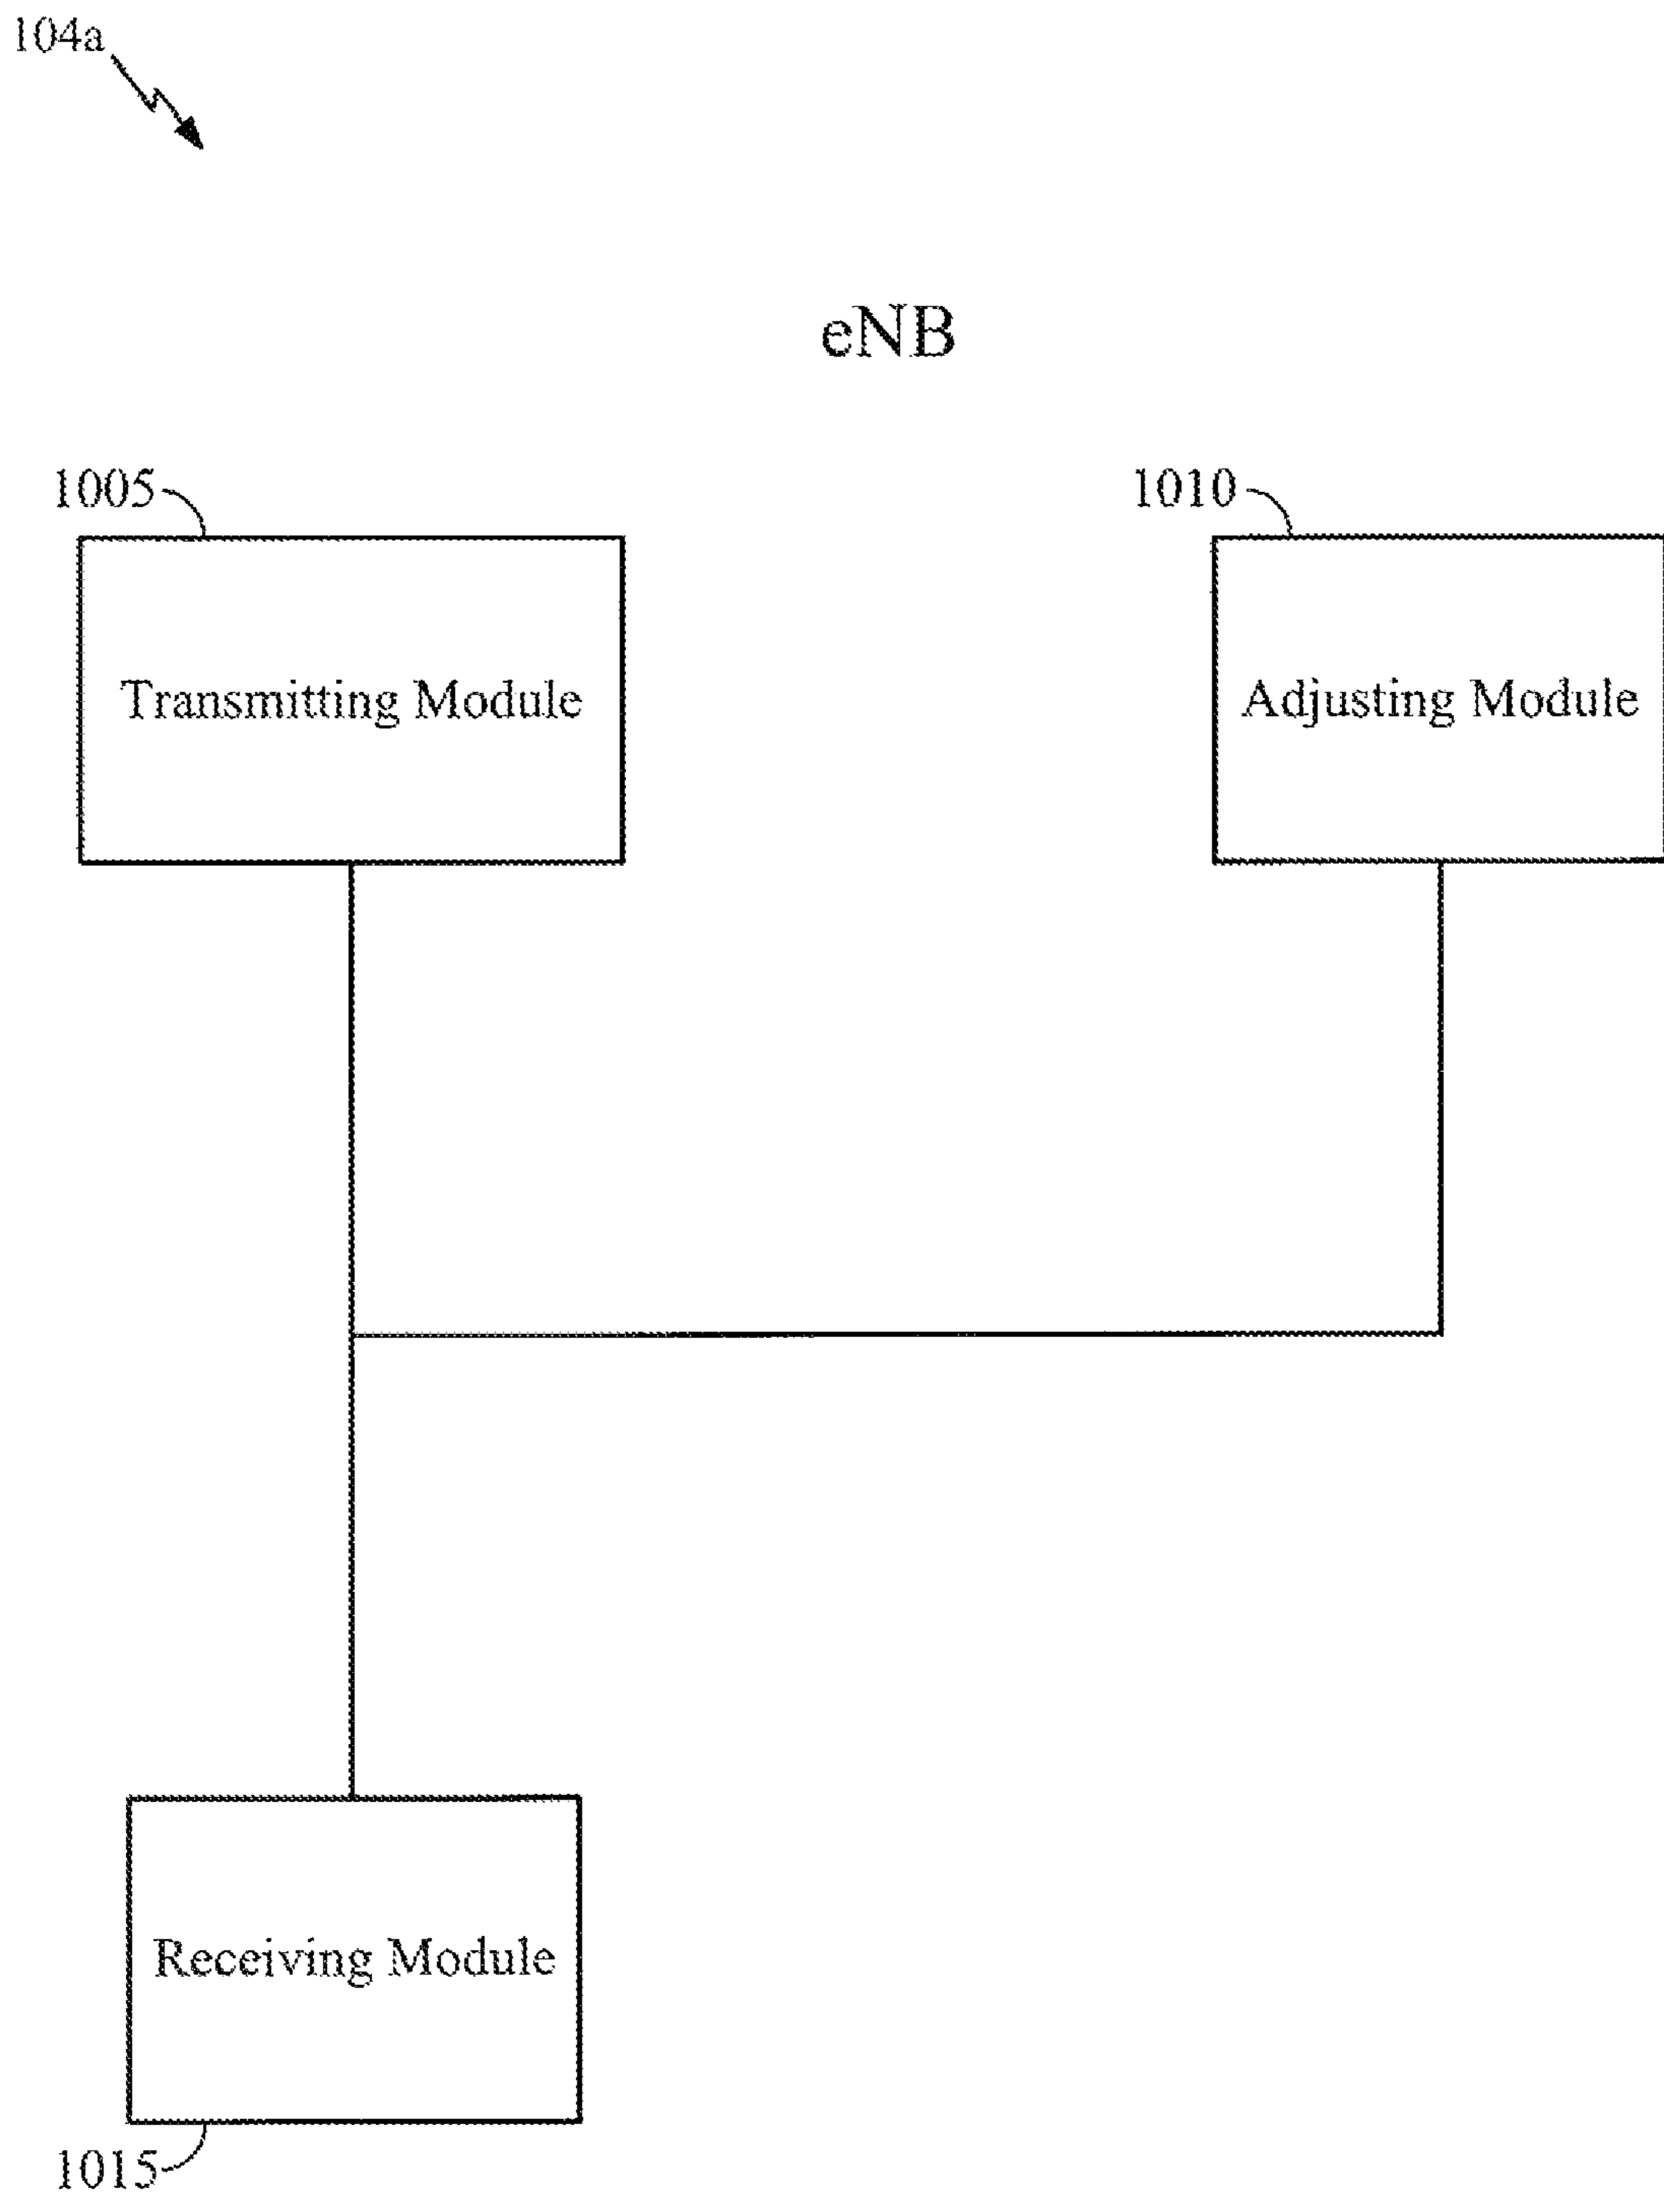 104a
eNB
1005
1010
Transmitting Module
Adjusting Module
Receiving Module
1015